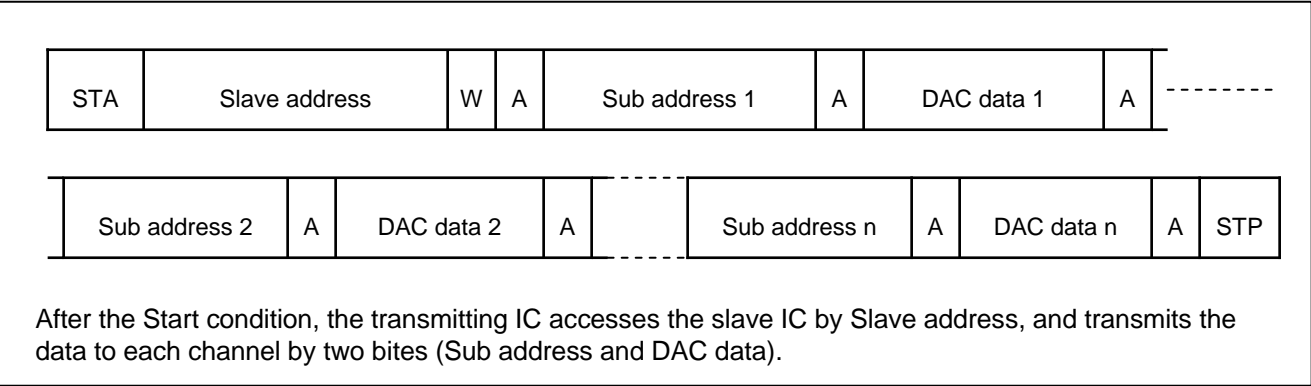 STA Slave address W A Sub address 1 A DAC data 1 A
Sub address 2 A DAC data 2 A Sub address n A DAC data n A STP
After the Start condition, the transmitting IC accesses the slave IC by Slave address, and transmits the
data to each channel by two bites (Sub address and DAC data).